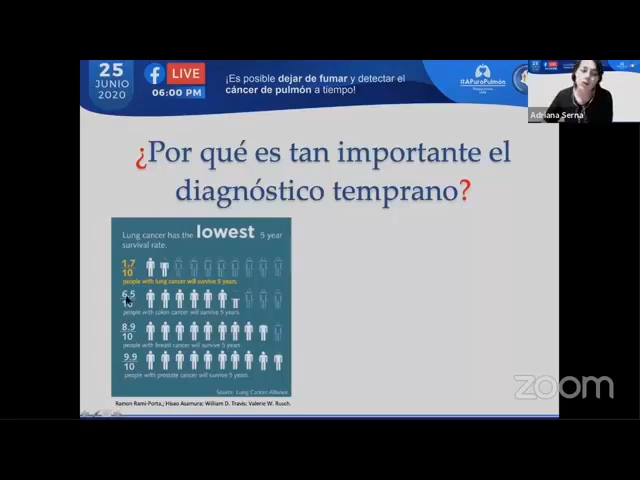 25
JUNIO
2020
LIVE
06:00 PM
¡Es posible dejar de fumar y detectar el
cáncer de pulmón a tiempo!
#APuroPulmón
Adriana Serna
¿Por qué es tan importante el
diagnóstico temprano?
Lung cancer has the lowest 5 year
survival rate.
1.7
10
people with lung cancer will survive 5 years.
6.5
10
people with colon cancer will survive 5 years.
8.9
10
people with breast cancer will survive 5 years.
9.9
10
people with prostate cancer will survive 5 years.
Source: Lung Cancer Alliance
Ramon Rami-Porta,; Hisao Asamura; William D. Travis; Valerie W. Rusch.
zoom